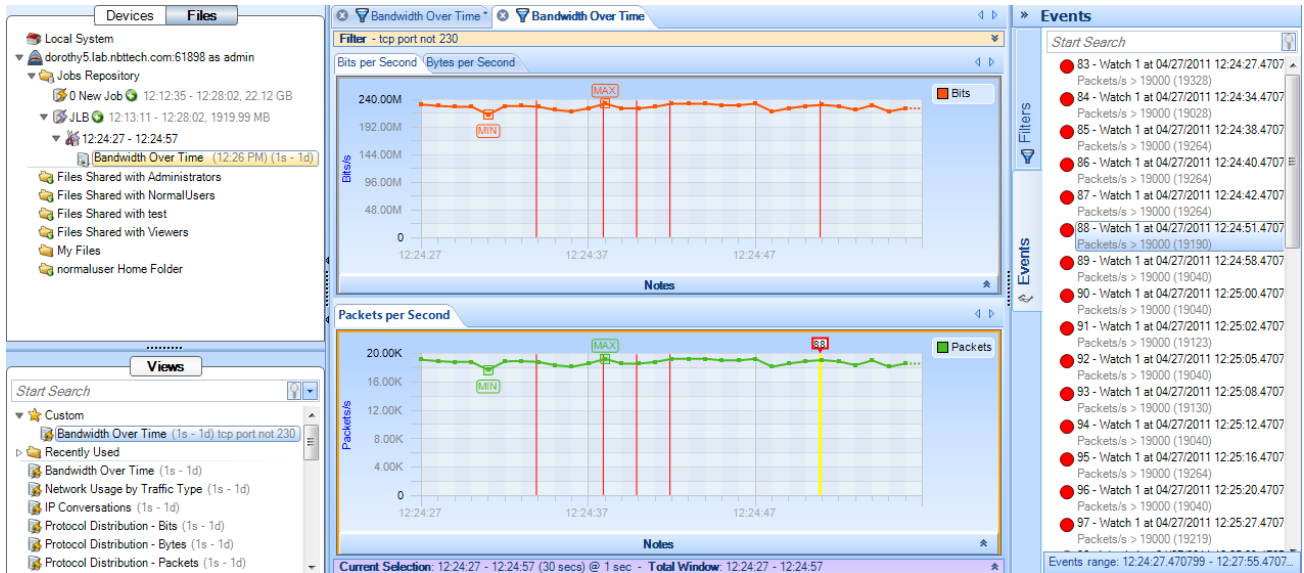 Devices Files
Local System
dorothy5.lab.nbttech.com:61898 as admin
Jobs Repository
0 New Job 12:12:35 - 12:28:02, 22.12 GB
JLB 12:13:11 - 12:28:02, 1919.99 MB
12:24:27 - 12:24:57
Bandwidth Over Time (12:26 PM) (1s - 1d)
Files Shared with Administrators
Files Shared with NormalUsers
Files Shared with test
Files Shared with Viewers
My Files
normaluser Home Folder
Views
Start Search
Custom
Bandwidth Over Time (1s - 1d) tcp port not 230
Recently Used
Bandwidth Over Time (1s - 1d)
Network Usage by Traffic Type (1s - 1d)
IP Conversations (1s - 1d)
Protocol Distribution - Bits (1s - 1d)
Protocol Distribution - Bytes (1s - 1d)
Protocol Distribution - Packets (1s - 1d)
Bandwidth Over Time * Bandwidth Over Time
Filter - tcp port not 230
Bits per Second Bytes per Second
240.00M
192.00M
144.00M
96.00M
48.00M
0
Bits/s
MAX
MIN
Bits
12:24:27 12:24:37 12:24:47
Notes
Packets per Second
20.00K
16.00K
12.00K
8.00K
4.00K
0
Packets/s
MAX
MIN
88
Packets
12:24:27 12:24:37 12:24:47
Notes
Current Selection: 12:24:27 - 12:24:57 (30 secs) @ 1 sec - Total Window: 12:24:27 - 12:24:57
» Events
Filters
Events
Start Search
83 - Watch 1 at 04/27/2011 12:24:27.4707
Packets/s > 19000 (19328)
84 - Watch 1 at 04/27/2011 12:24:34.4707
Packets/s > 19000 (19028)
85 - Watch 1 at 04/27/2011 12:24:38.4707
Packets/s > 19000 (19264)
86 - Watch 1 at 04/27/2011 12:24:40.4707
Packets/s > 19000 (19264)
87 - Watch 1 at 04/27/2011 12:24:42.4707
Packets/s > 19000 (19264)
88 - Watch 1 at 04/27/2011 12:24:51.4707
Packets/s > 19000 (19190)
89 - Watch 1 at 04/27/2011 12:24:58.4707
Packets/s > 19000 (19040)
90 - Watch 1 at 04/27/2011 12:25:00.4707
Packets/s > 19000 (19040)
91 - Watch 1 at 04/27/2011 12:25:02.4707
Packets/s > 19000 (19123)
92 - Watch 1 at 04/27/2011 12:25:05.4707
Packets/s > 19000 (19040)
93 - Watch 1 at 04/27/2011 12:25:08.4707
Packets/s > 19000 (19130)
94 - Watch 1 at 04/27/2011 12:25:12.4707
Packets/s > 19000 (19040)
95 - Watch 1 at 04/27/2011 12:25:16.4707
Packets/s > 19000 (19264)
96 - Watch 1 at 04/27/2011 12:25:20.4707
Packets/s > 19000 (19040)
97 - Watch 1 at 04/27/2011 12:25:27.4707
Packets/s > 19000 (19219)
Events range: 12:24:27.470799 - 12:27:55.4707...